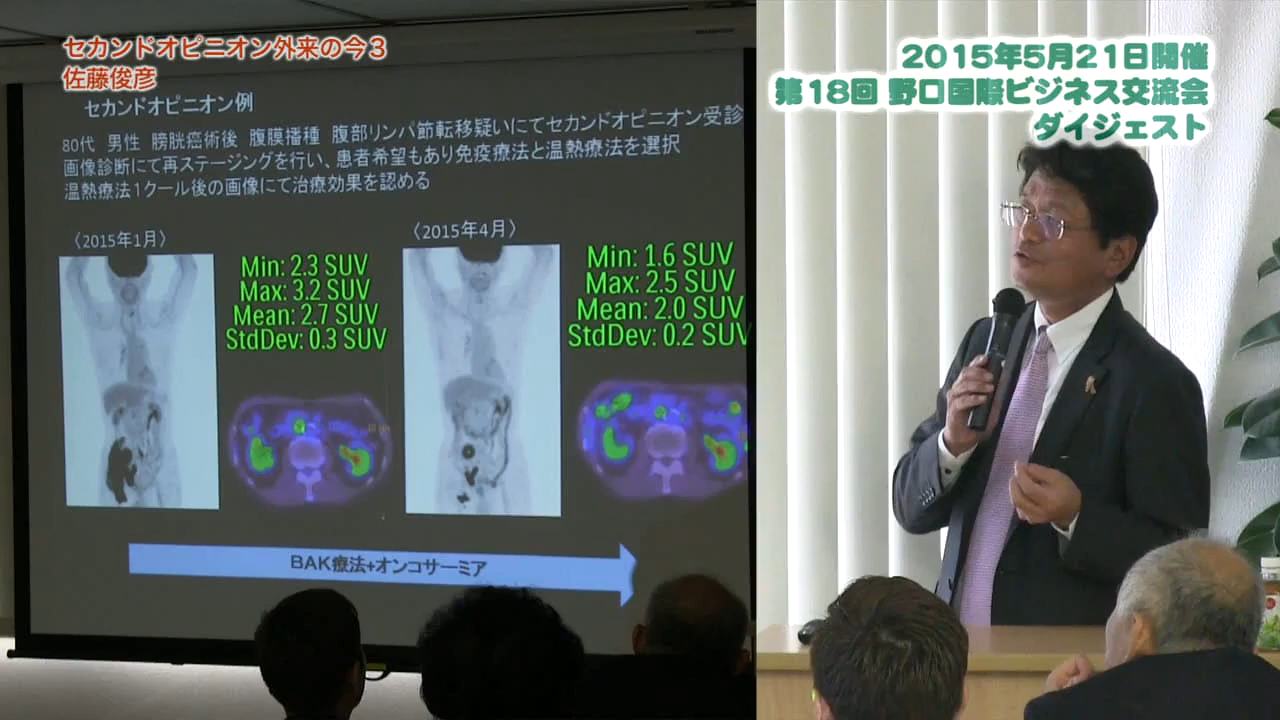 セカンドオピニオン外来の今３
佐藤俊彦
2015年5月21日開催
第18回 野口国際ビジネス交流会
ダイジェスト
セカンドオピニオン例
80代　男性　膀胱癌術後　腹膜播種　腹部リンパ節転移疑いにてセカンドオピニオン受診
画像診断にて再ステージングを行い、患者希望もあり免疫療法と温熱療法を選択
温熱療法１クール後の画像にて治療効果を認める
〈2015年1月〉
〈2015年4月〉
Min: 2.3 SUV
Max: 3.2 SUV
Mean: 2.7 SUV
StdDev: 0.3 SUV
Min: 1.6 SUV
Max: 2.5 SUV
Mean: 2.0 SUV
StdDev: 0.2 SUV
BAK療法+オンコサーミア